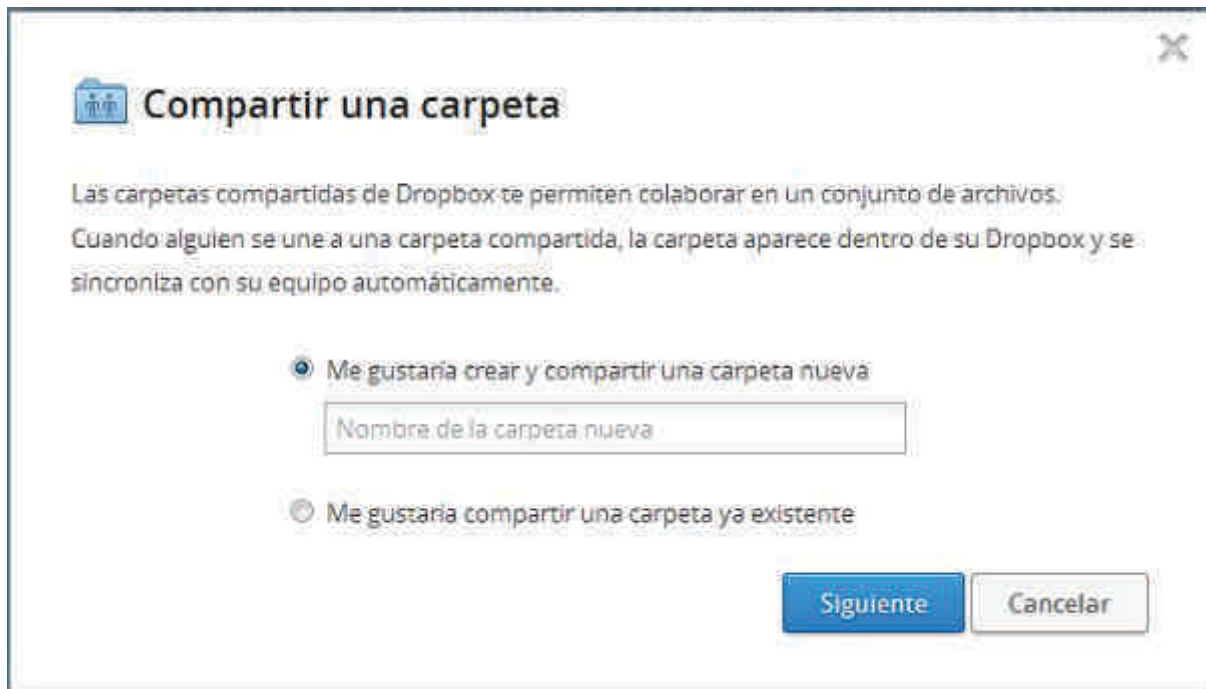 Compartir una carpeta
Las carpetas compartidas de Dropbox te permiten colaborar en un conjunto de archivos.
Cuando alguien se une a una carpeta compartida, la carpeta aparece dentro de su Dropbox y se
sincroniza con su equipo automáticamente.
Me gustaría crear y compartir una carpeta nueva
Nombre de la carpeta nueva
Me gustaría compartir una carpeta ya existente
Siguiente Cancelar